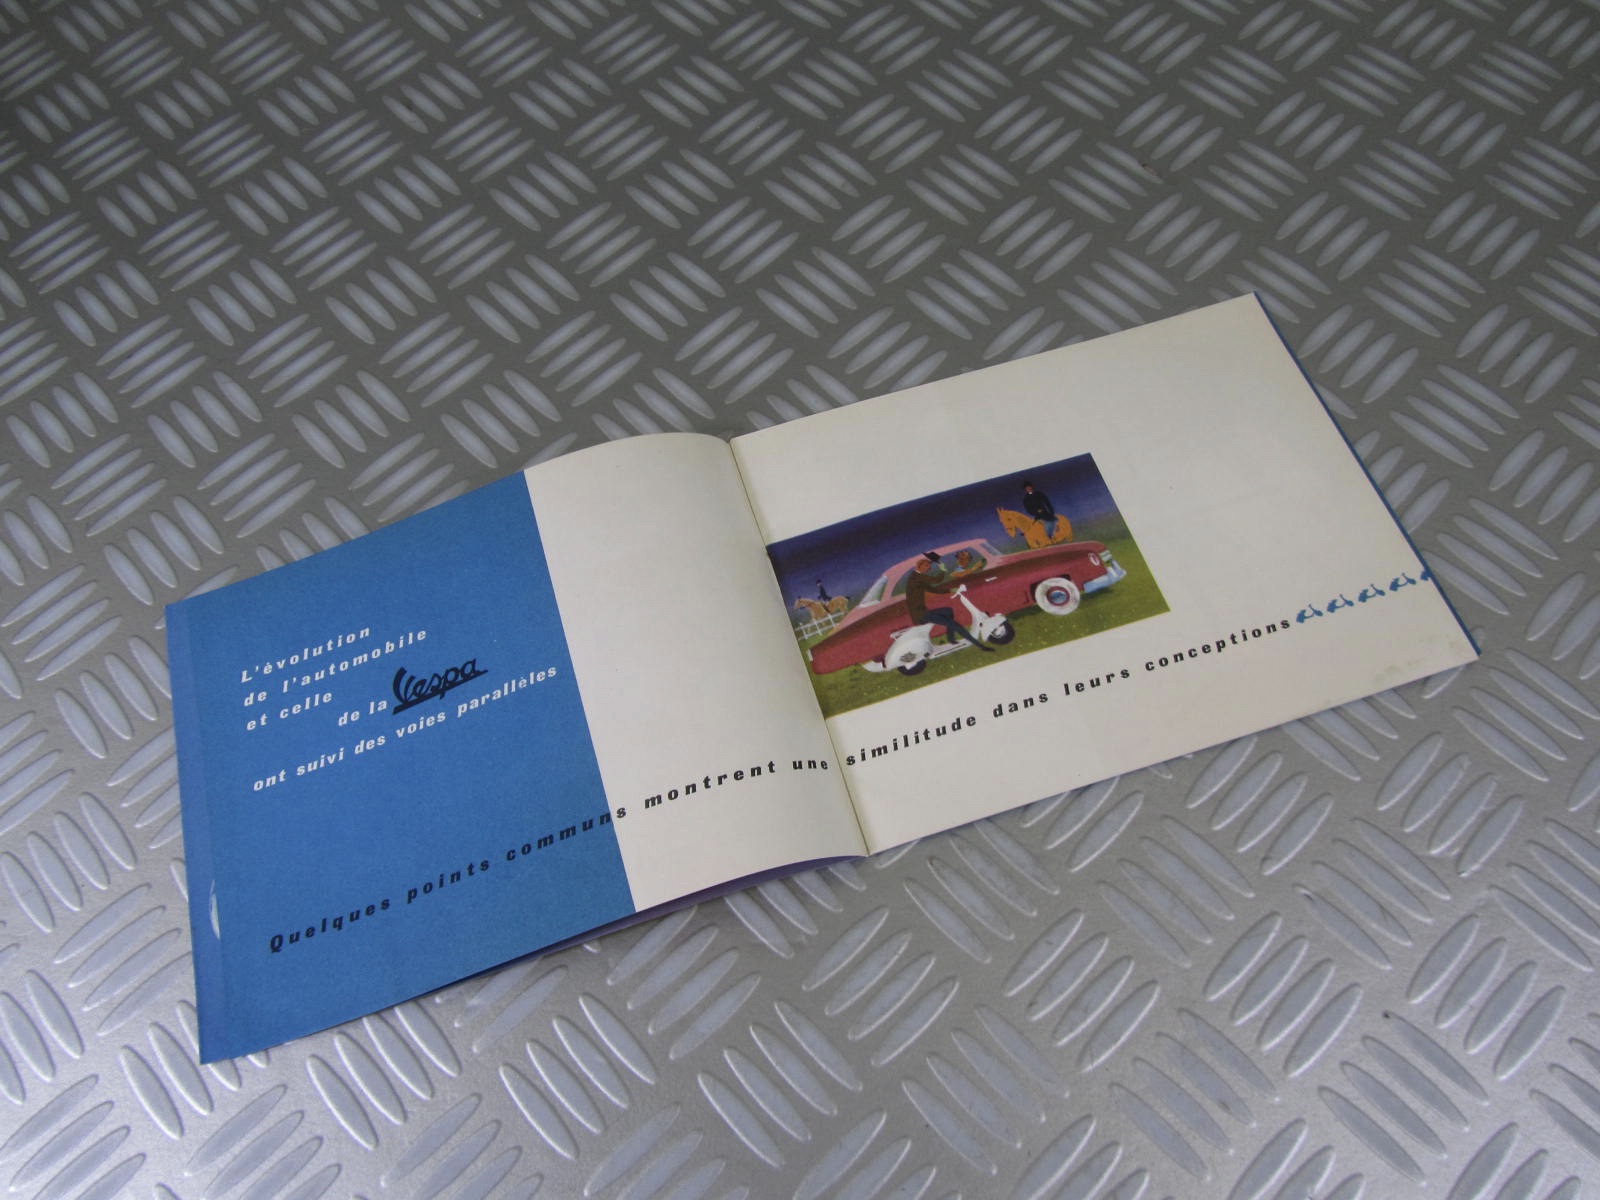 L'évolution
de l'automobile
et celle
de la Vespa
ont suivi des voies parallèles
Quelques points communs montrent une similitude dans leurs conceptions